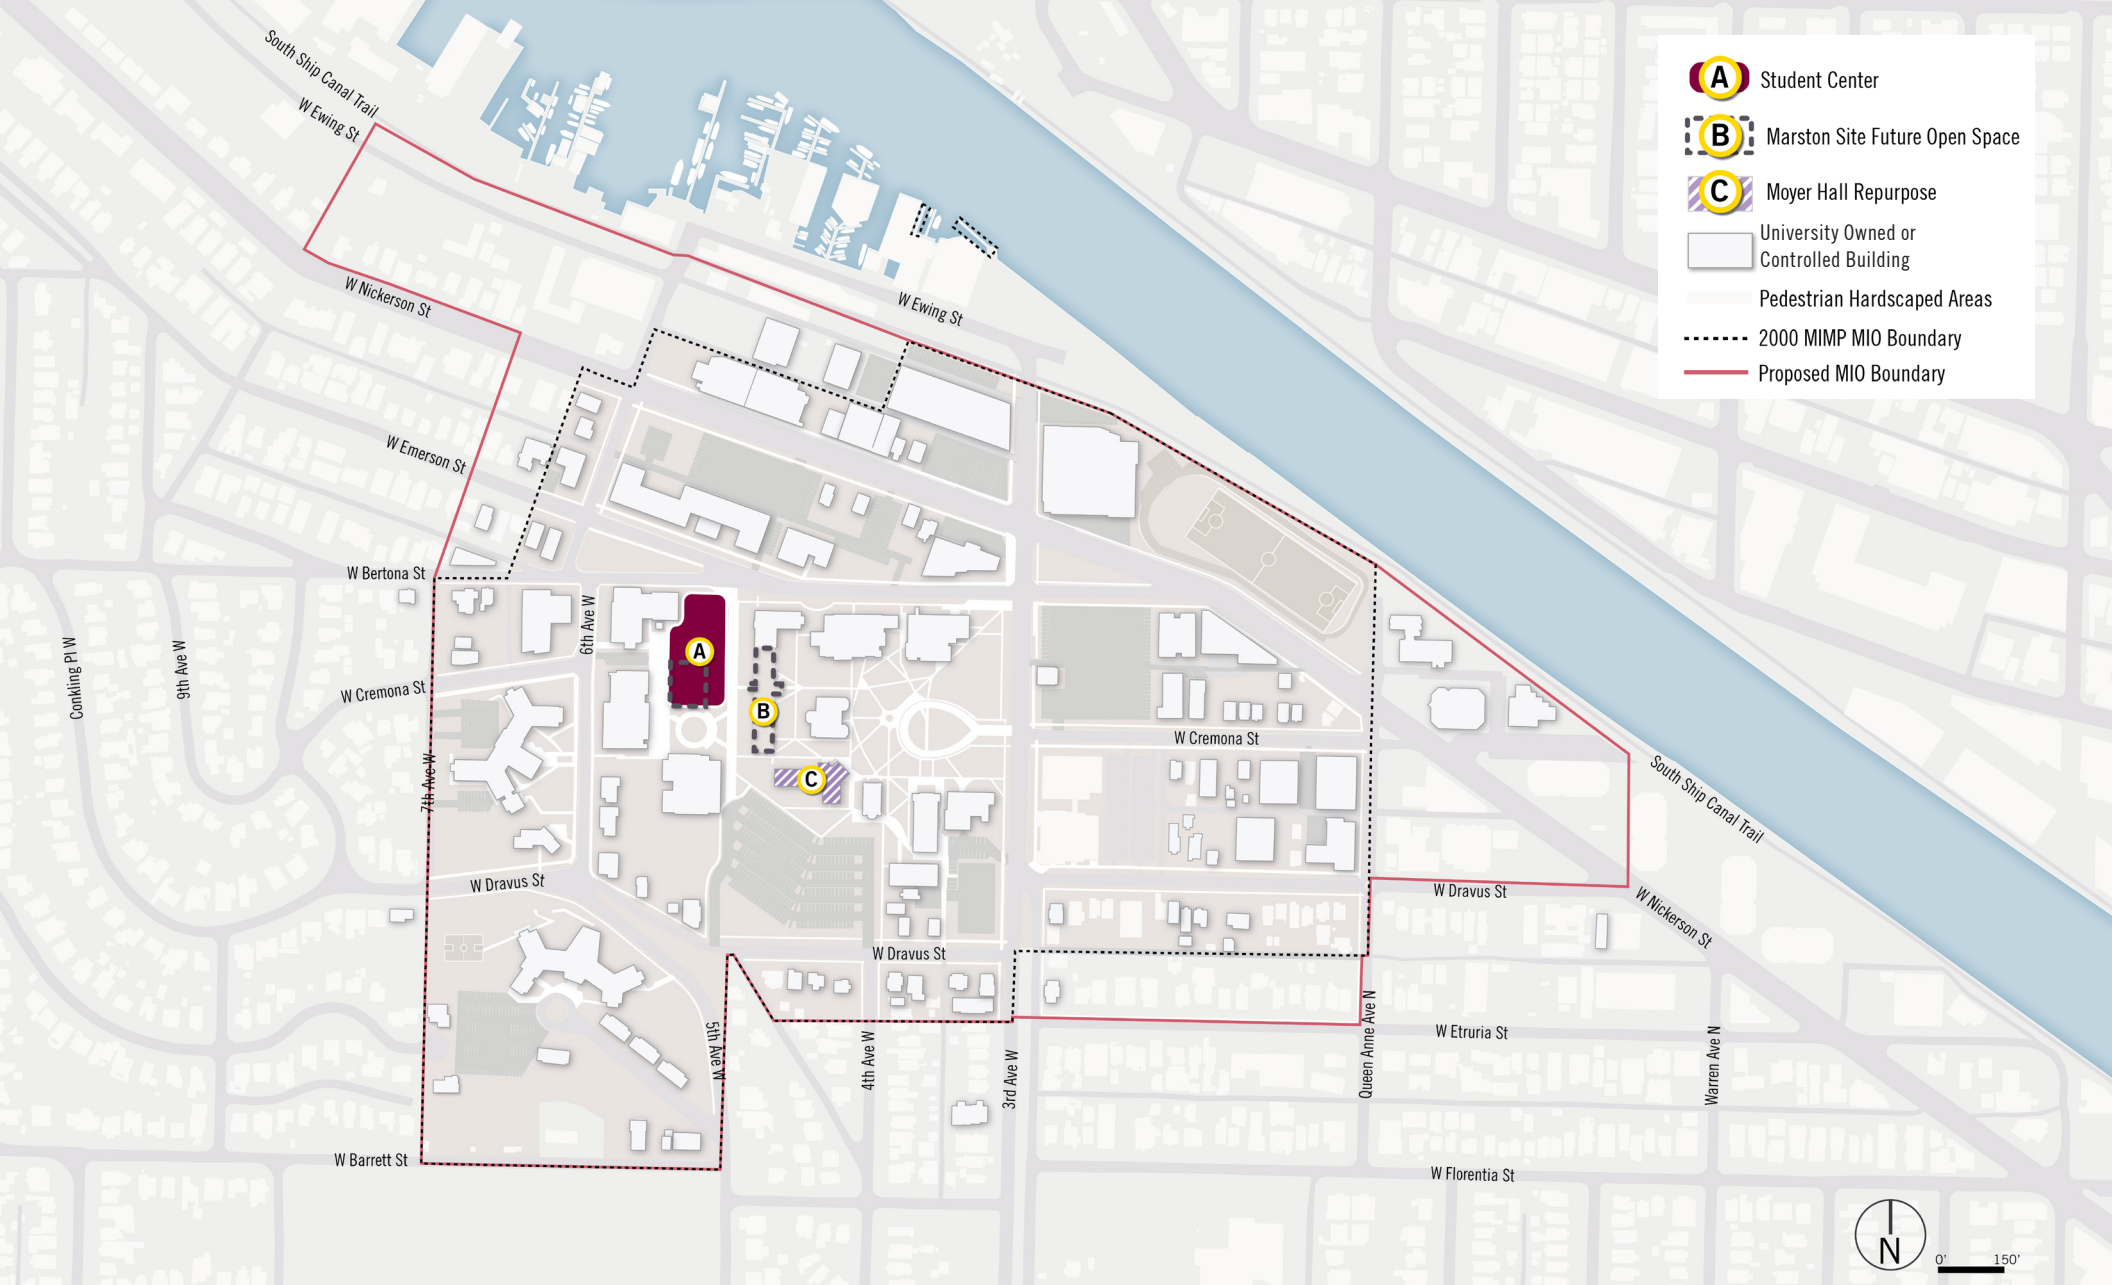 South Ship Canal Trail
W Ewing St
A
Student Center
B
Marston Site Future Open Space
C
Moyer Hall Repurpose
University Owned or
Controlled Building
Pedestrian Hardscaped Areas
2000 MIMP MIO Boundary
Proposed MIO Boundary
W Nickerson St
W Ewing St
W Emerson St
W Bertona St
6th Ave W
Conkling Pl W
9th Ave W
W Cremona St
A
B
C
W Cremona St
7th Ave W
South Ship Canal Trail
W Dravus St
W Dravus St
W Nickerson St
W Dravus St
5th Ave W
4th Ave W
3rd Ave W
Queen Anne Ave N
W Etruria St
Warren Ave N
W Barrett St
W Florentia St
N
0'
150'